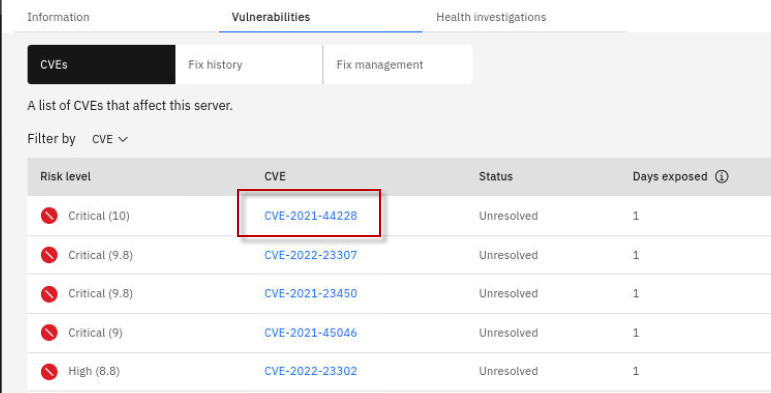 Information Vulnerabilities Health investigations
CVEs Fix history Fix management
A list of CVEs that affect this server.
Filter by CVE
Risk level CVE Status Days exposed
Critical (10) CVE-2021-44228 Unresolved 1
Critical (9.8) CVE-2022-23307 Unresolved 1
Critical (9.8) CVE-2021-23450 Unresolved 1
Critical (9) CVE-2021-45046 Unresolved 1
High (8.8) CVE-2022-23302 Unresolved 1